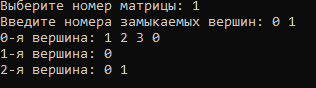 Выберите номер матрицы: 1
Введите номера замыкаемых вершин: 0 1
0-я вершина: 1 2 3 0
1-я вершина: 0
2-я вершина: 0 1